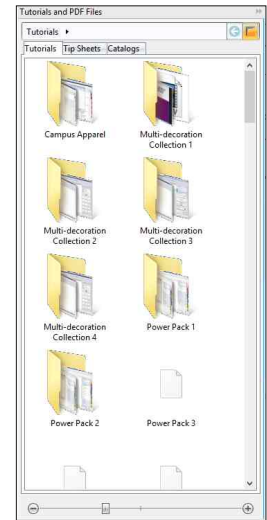 Tutorials and PDF Files
Tutorials
Tutorials Tip Sheets Catalogs
Campus Apparel
Multi-decoration
Collection 1
Multi-decoration
Collection 2
Multi-decoration
Collection 3
Multi-decoration
Collection 4
Power Pack 1
Power Pack 2
Power Pack 3